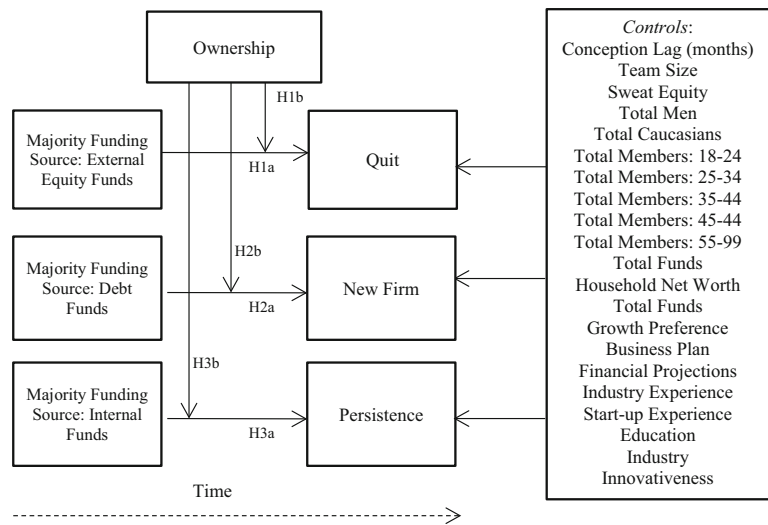 Ownership
H1b
Majority Funding
Source: External
Equity Funds
H1a
Quit
H2b
Majority Funding
Source: Debt
Funds
H2a
New Firm
H3b
Majority Funding
Source: Internal
Funds
H3a
Persistence
Time
Controls:
Conception Lag (months)
Team Size
Sweat Equity
Total Men
Total Caucasians
Total Members: 18-24
Total Members: 25-34
Total Members: 35-44
Total Members: 45-44
Total Members: 55-99
Total Funds
Household Net Worth
Total Funds
Growth Preference
Business Plan
Financial Projections
Industry Experience
Start-up Experience
Education
Industry
Innovativeness